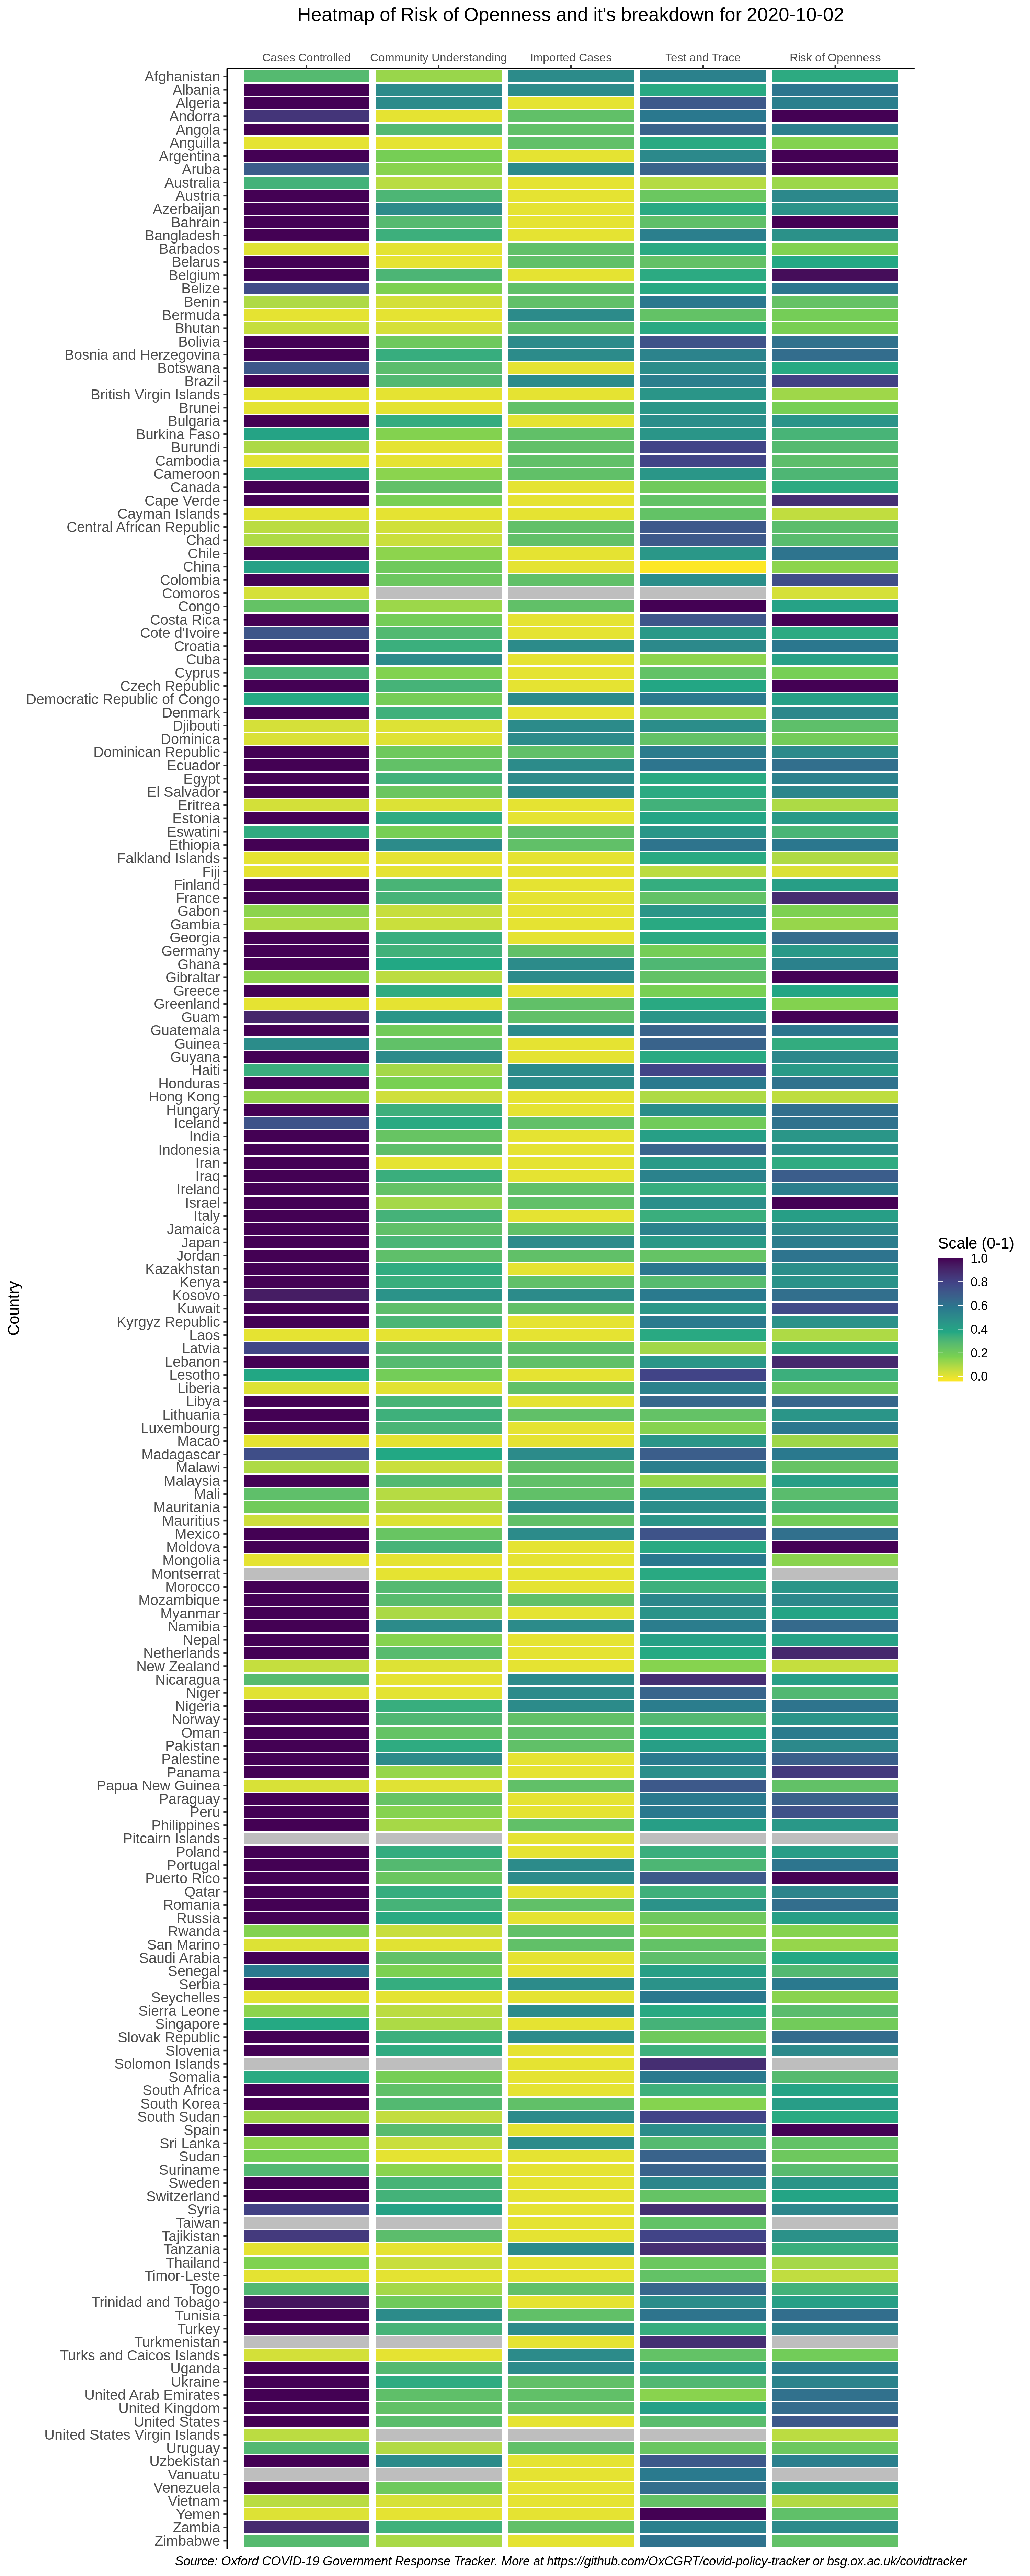 Heatmap of Risk of Openness and it's breakdown for 2020-10-02
Cases Controlled Community Understanding Imported Cases Test and Trace Risk of Openness
Afghanistan
Albania
Algeria
Andorra
Angola
Anguilla
Argentina
Aruba
Australia
Austria
Azerbaijan
Bahrain
Bangladesh
Barbados
Belarus
Belgium
Belize
Benin
Bermuda
Bhutan
Bolivia
Bosnia and Herzegovina
Botswana
Brazil
British Virgin Islands
Brunei
Bulgaria
Burkina Faso
Burundi
Cambodia
Cameroon
Canada
Cape Verde
Cayman Islands
Central African Republic
Chad
Chile
China
Colombia
Comoros
Congo
Costa Rica
Cote d'Ivoire
Croatia
Cuba
Cyprus
Czech Republic
Democratic Republic of Congo
Denmark
Djibouti
Dominica
Dominican Republic
Ecuador
Egypt
El Salvador
Eritrea
Estonia
Eswatini
Ethiopia
Falkland Islands
Fiji
Finland
France
Gabon
Gambia
Georgia
Germany
Ghana
Gibraltar
Greece
Greenland
Guam
Guatemala
Guinea
Guyana
Haiti
Honduras
Hong Kong
Hungary
Iceland
India
Indonesia
Iran
Iraq
Ireland
Israel
Italy
Jamaica
Japan
Jordan
Kazakhstan
Kenya
Kosovo
Kuwait
Kyrgyz Republic
Laos
Latvia
Lebanon
Lesotho
Liberia
Libya
Lithuania
Luxembourg
Macao
Madagascar
Malawi
Malaysia
Mali
Mauritania
Mauritius
Mexico
Moldova
Mongolia
Montserrat
Morocco
Mozambique
Myanmar
Namibia
Nepal
Netherlands
New Zealand
Nicaragua
Niger
Nigeria
Norway
Oman
Pakistan
Palestine
Panama
Papua New Guinea
Paraguay
Peru
Philippines
Pitcairn Islands
Poland
Portugal
Puerto Rico
Qatar
Romania
Russia
Rwanda
San Marino
Saudi Arabia
Senegal
Serbia
Seychelles
Sierra Leone
Singapore
Slovak Republic
Slovenia
Solomon Islands
Somalia
South Africa
South Korea
South Sudan
Spain
Sri Lanka
Sudan
Suriname
Sweden
Switzerland
Syria
Taiwan
Tajikistan
Tanzania
Thailand
Timor-Leste
Togo
Trinidad and Tobago
Tunisia
Turkey
Turkmenistan
Turks and Caicos Islands
Uganda
Ukraine
United Arab Emirates
United Kingdom
United States
United States Virgin Islands
Uruguay
Uzbekistan
Vanuatu
Venezuela
Vietnam
Yemen
Zambia
Zimbabwe
Country
Scale (0-1)
1.0
0.8
0.6
0.4
0.2
0.0
Source: Oxford COVID-19 Government Response Tracker. More at https://github.com/OxCGRT/covid-policy-tracker or bsg.ox.ac.uk/covidtracker